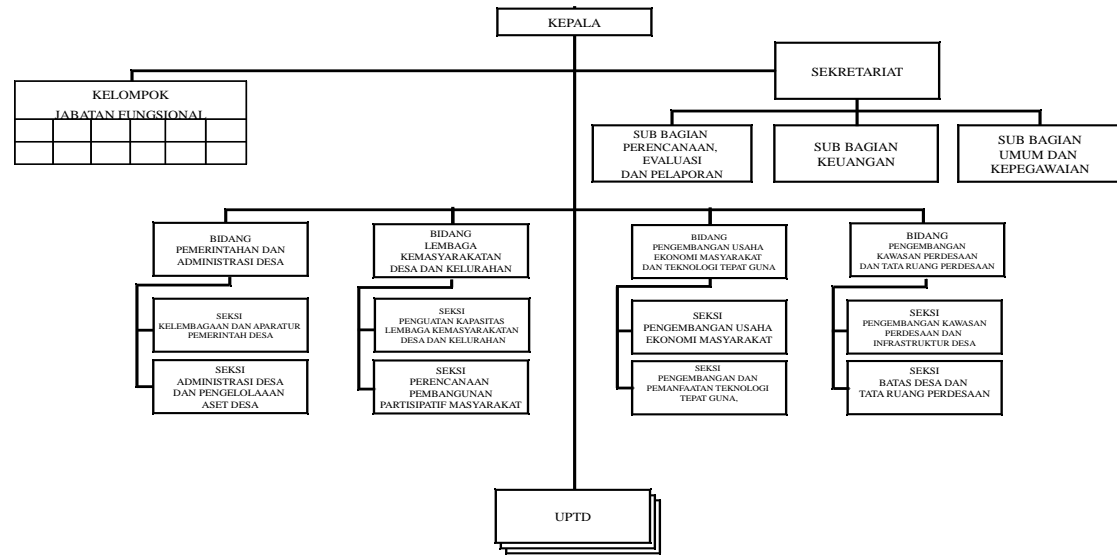 KEPALA
SEKRETARIAT
KELOMPOK
JABATAN FUNGSIONAL
SUB BAGIAN
PERENCANAAN,
EVALUASI
DAN PELAPORAN
SUB BAGIAN
KEUANGAN
SUB BAGIAN
UMUM DAN
KEPEGAWAIAN
BIDANG
PEMERINTAHAN DAN
ADMINISTRASI DESA
BIDANG
LEMBAGA
KEMASYARAKATAN
DESA DAN KELURAHAN
BIDANG
PENGEMBANGAN USAHA
EKONOMI MASYARAKAT
DAN TEKNOLOGI TEPAT GUNA
BIDANG
PENGEMBANGAN
KAWASAN PERDESAAN
DAN TATA RUANG PERDESAAN
SEKSI
KELEMBAGAAN DAN APARATUR
PEMERINTAH DESA
SEKSI
PENGUATAN KAPASITAS
LEMBAGA KEMASYARAKATAN
DESA DAN KELURAHAN
SEKSI
PENGEMBANGAN USAHA
EKONOMI MASYARAKAT
SEKSI
PENGEMBANGAN KAWASAN
PERDESAAN DAN
INFRASTRUKTUR DESA
SEKSI
ADMINISTRASI DESA
DAN PENGELOLAAAN
ASET DESA
SEKSI
PERENCANAAN
PEMBANGUNAN
PARTISIPATIF MASYARAKAT
SEKSI
PENGEMBANGAN DAN
PEMANFAATAN TEKNOLOGI
TEPAT GUNA,
SEKSI
BATAS DESA DAN
TATA RUANG PERDESAAN
UPTD